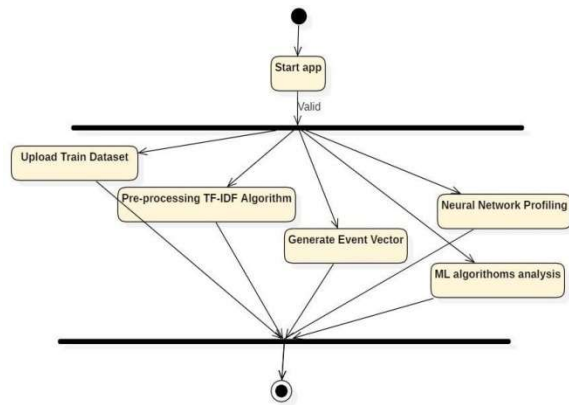 Start app
Valid
Upload Train Dataset
Pre-processing TF-IDF Algorithm
Neural Network Profiling
Generate Event Vector
ML algorithoms analysis